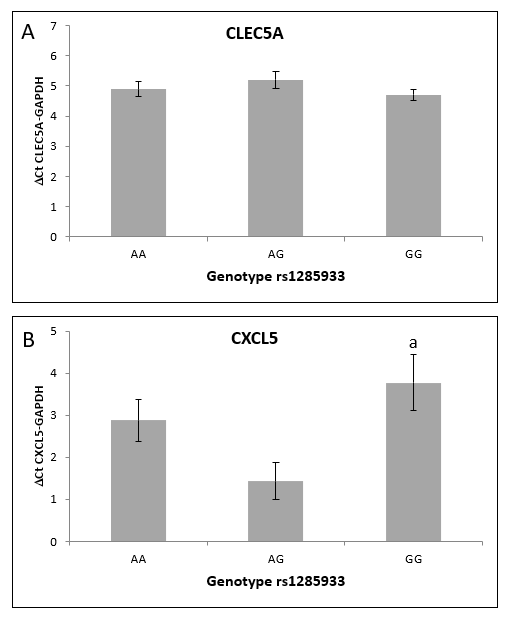 A
CLEC5A
7
6
5
4
3
2
1
0
ΔCt CLEC5A-GAPDH
AA AG GG
Genotype rs1285933
B
CXCL5
a
5
4
3
2
1
0
ΔCt CXCL5-GAPDH
AA AG GG
Genotype rs1285933